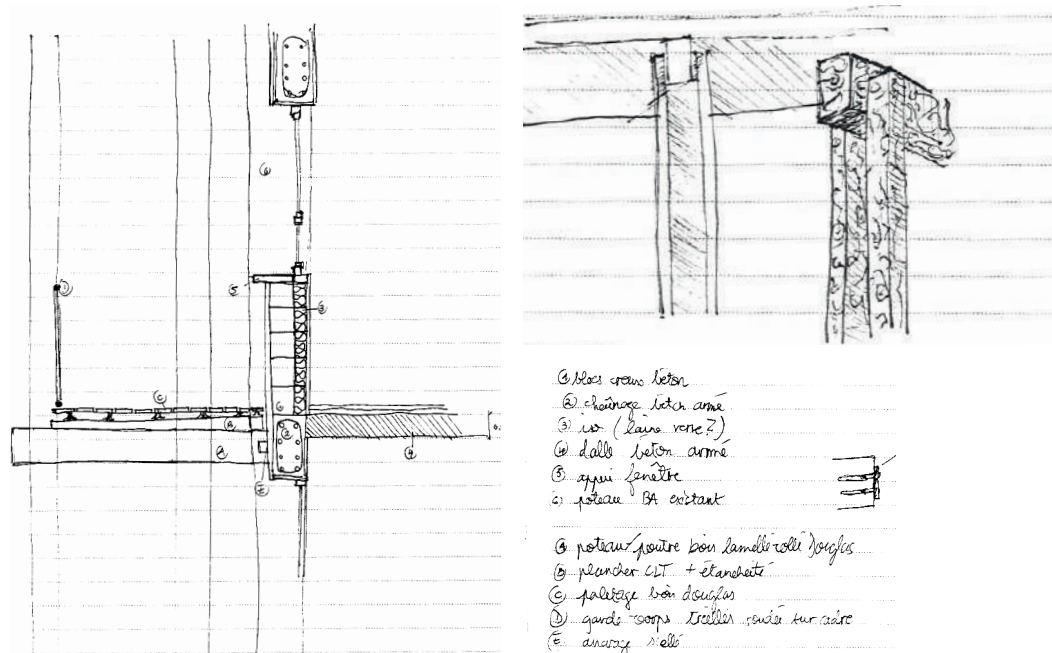 ① blocs creux béton
② chaînage béton armé
③ iso (laine verre?)
④ dalle béton armé
⑤ appui fenêtre
⑥ poteau BA existant
Ⓐ poteau/poutre bois lamellé collé Douglas
Ⓑ plancher CLT + étanchéité
Ⓒ platelage bois douglas
Ⓓ garde corps treillis soudé sur cadre
Ⓔ ancrage scellé